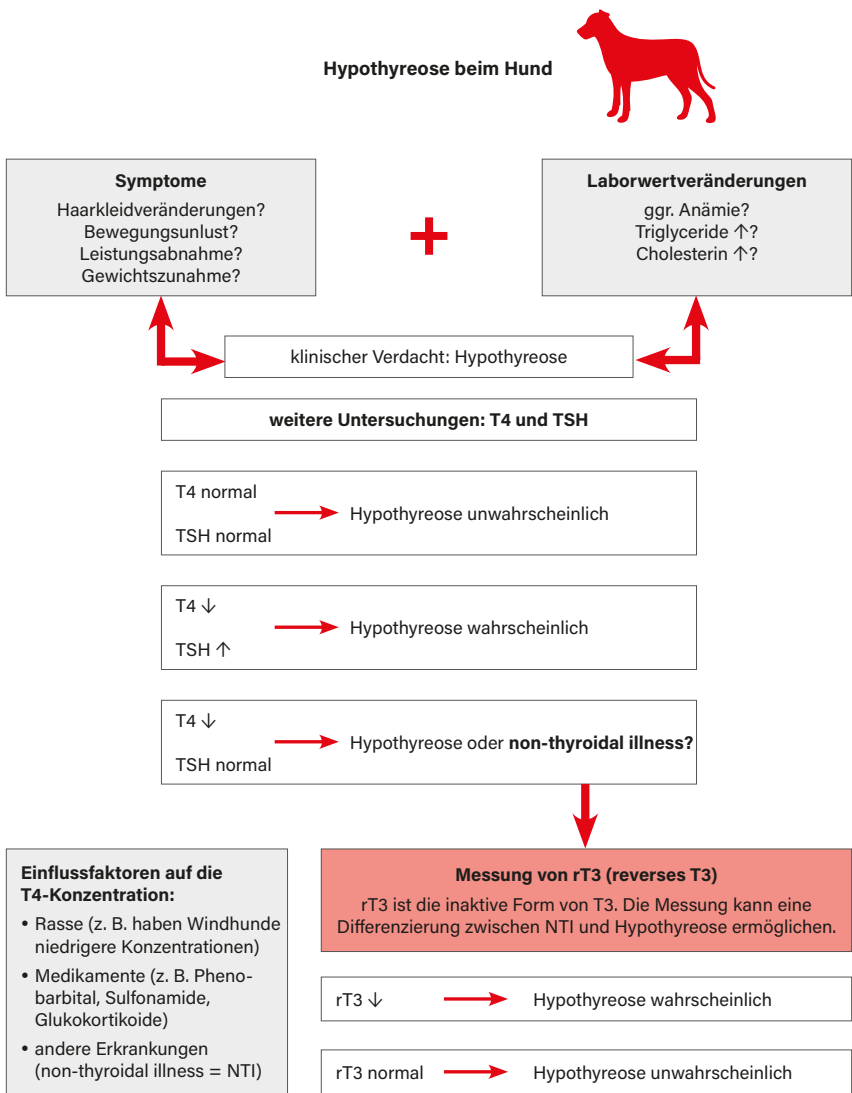 Hypothyreose beim Hund
Symptome
Haarkleidveränderungen?
Bewegungsunlust?
Leistungsabnahme?
Gewichtszunahme?
+
Laborwertveränderungen
ggr. Anämie?
Triglyceride ↑?
Cholesterin ↑?
klinischer Verdacht: Hypothyreose
weitere Untersuchungen: T4 und TSH
T4 normal
TSH normal
Hypothyreose unwahrscheinlich
T4 ↓
TSH ↑
Hypothyreose wahrscheinlich
T4 ↓
TSH normal
Hypothyreose oder non-thyroidal illness?
Einflussfaktoren auf die
T4-Konzentration:
• Rasse (z. B. haben Windhunde
niedrigere Konzentrationen)
• Medikamente (z. B. Pheno-
barbital, Sulfonamide,
Glukokortikoide)
• andere Erkrankungen
(non-thyroidal illness = NTI)
Messung von rT3 (reverses T3)
rT3 ist die inaktive Form von T3. Die Messung kann eine
Differenzierung zwischen NTI und Hypothyreose ermöglichen.
rT3 ↓
Hypothyreose wahrscheinlich
rT3 normal
Hypothyreose unwahrscheinlich